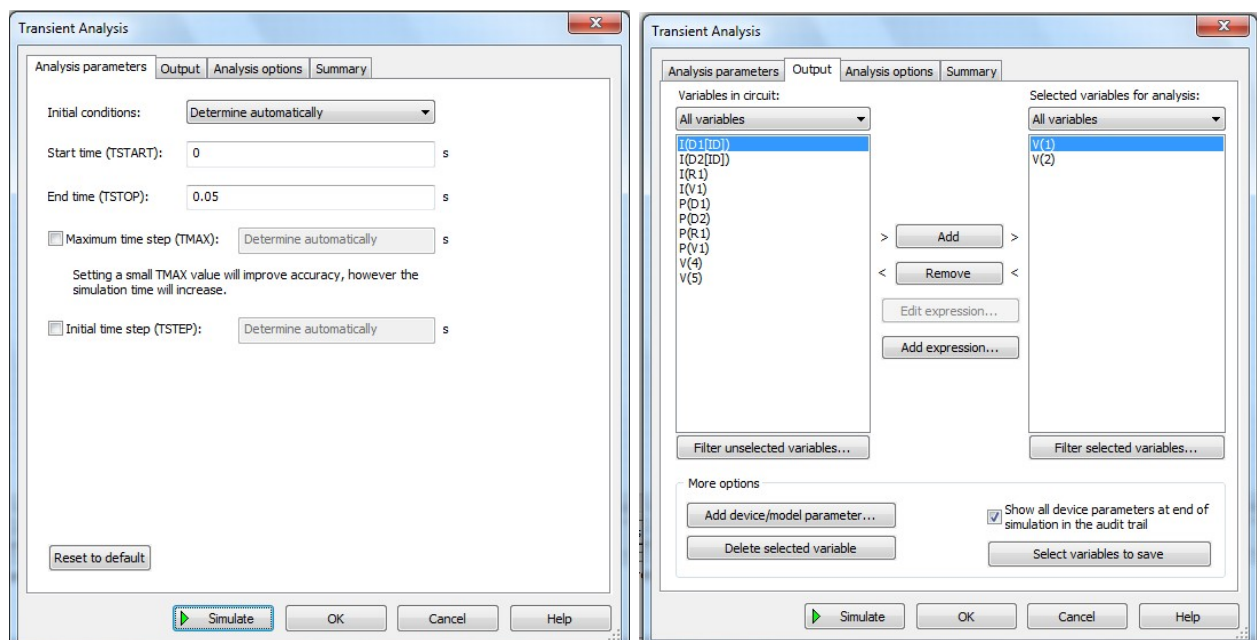 Transient Analysis
Analysis parameters
Output
Analysis options
Summary
Initial conditions:
Determine automatically
Start time (TSTART):
0
s
End time (TSTOP):
0.05
s
Maximum time step (TMAX):
Determine automatically
s
Setting a small TMAX value will improve accuracy, however the
simulation time will increase.
Initial time step (TSTEP):
Determine automatically
s
Reset to default
Simulate
OK
Cancel
Help
Transient Analysis
Analysis parameters
Output
Analysis options
Summary
Variables in circuit:
All variables
I(D1[ID])
I(D2[ID])
I(R1)
I(V1)
P(D1)
P(D2)
P(R1)
P(V1)
V(4)
V(5)
Filter unselected variables...
> Add >
< Remove <
Edit expression...
Add expression...
Selected variables for analysis:
All variables
V(1)
V(2)
Filter selected variables...
More options
Add device/model parameter...
Delete selected variable
Show all device parameters at end of
simulation in the audit trail
Select variables to save
Simulate
OK
Cancel
Help